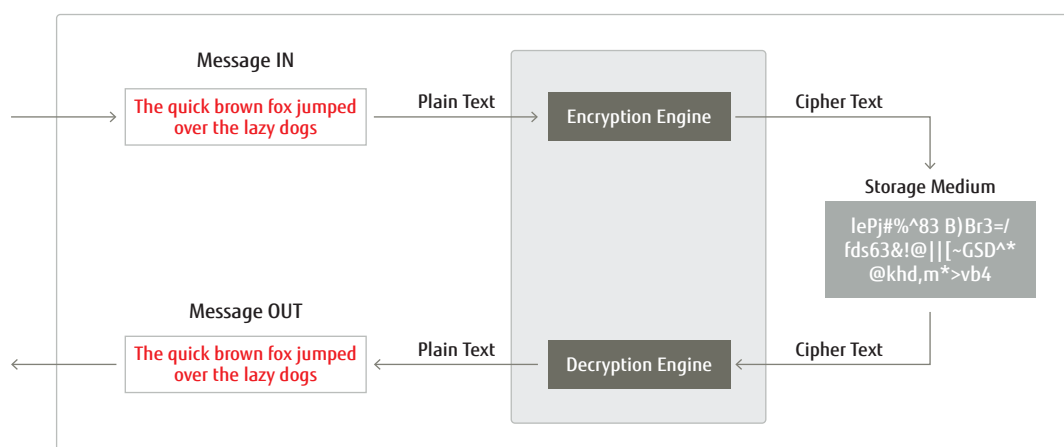 Message IN
The quick brown fox jumped
over the lazy dogs
Plain Text
Encryption Engine
Cipher Text
Storage Medium
lePj#%^83 B)Br3=/
fds63&!@||[~GSD^*
@khd,m*>vb4
Message OUT
The quick brown fox jumped
over the lazy dogs
Plain Text
Decryption Engine
Cipher Text